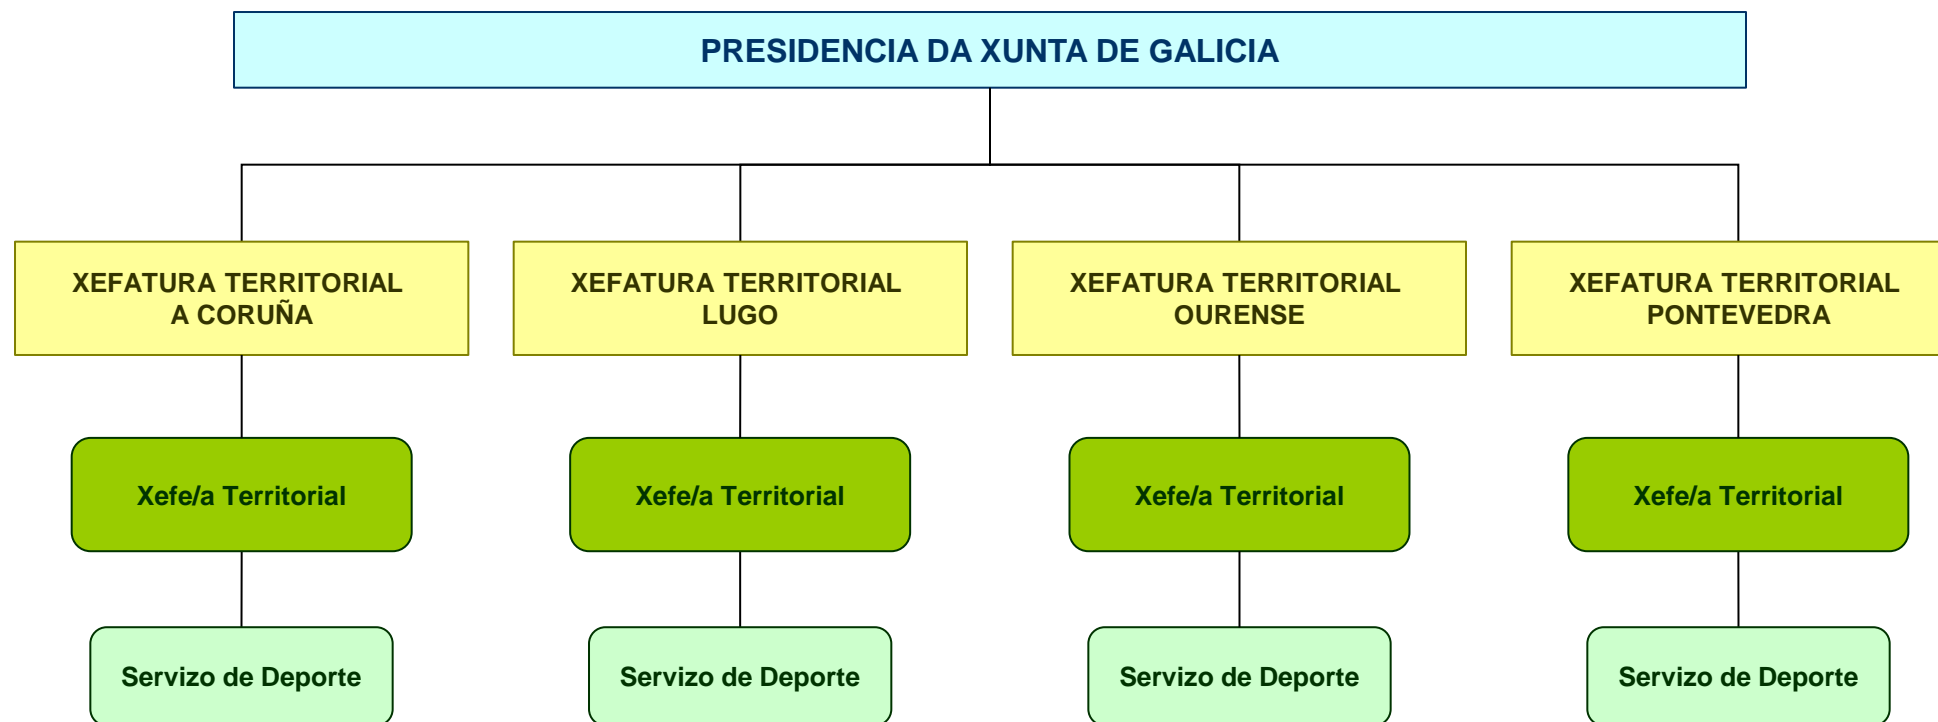 PRESIDENCIA DA XUNTA DE GALICIA
XEFATURA TERRITORIAL
A CORUÑA
XEFATURA TERRITORIAL
LUGO
XEFATURA TERRITORIAL
OURENSE
XEFATURA TERRITORIAL
PONTEVEDRA
Xefe/a Territorial
Xefe/a Territorial
Xefe/a Territorial
Xefe/a Territorial
Servizo de Deporte
Servizo de Deporte
Servizo de Deporte
Servizo de Deporte